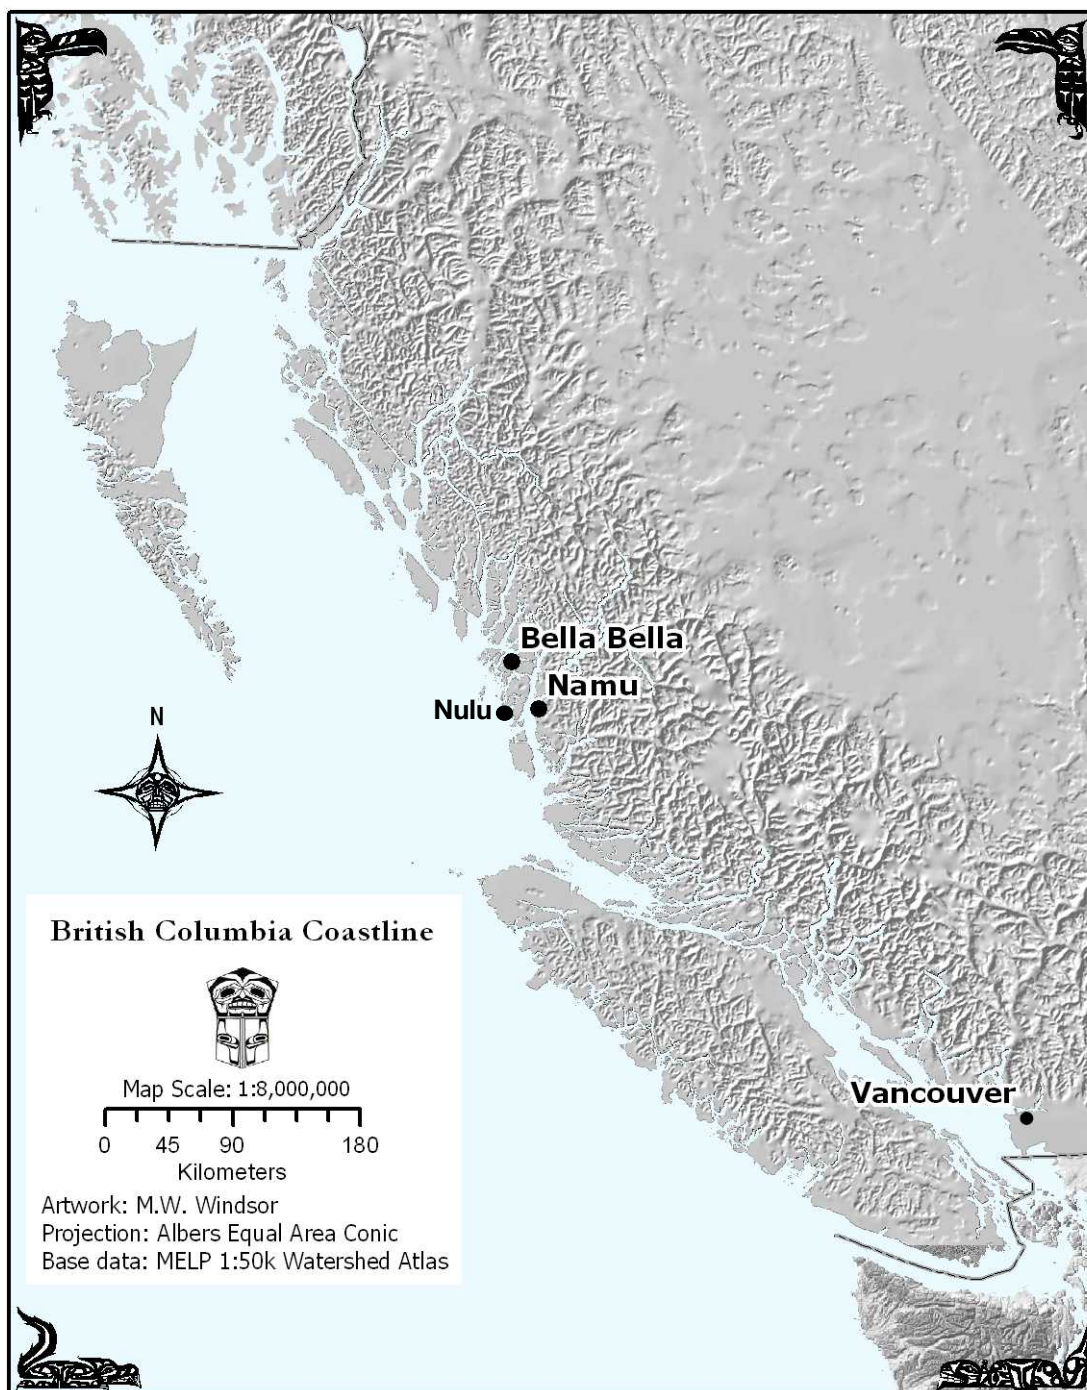 Bella Bella
Namu
Nulu
N
British Columbia Coastline
Map Scale: 1:8,000,000
0 45 90 180
Kilometers
Artwork: M.W. Windsor
Projection: Albers Equal Area Conic
Base data: MELP 1:50k Watershed Atlas
Vancouver